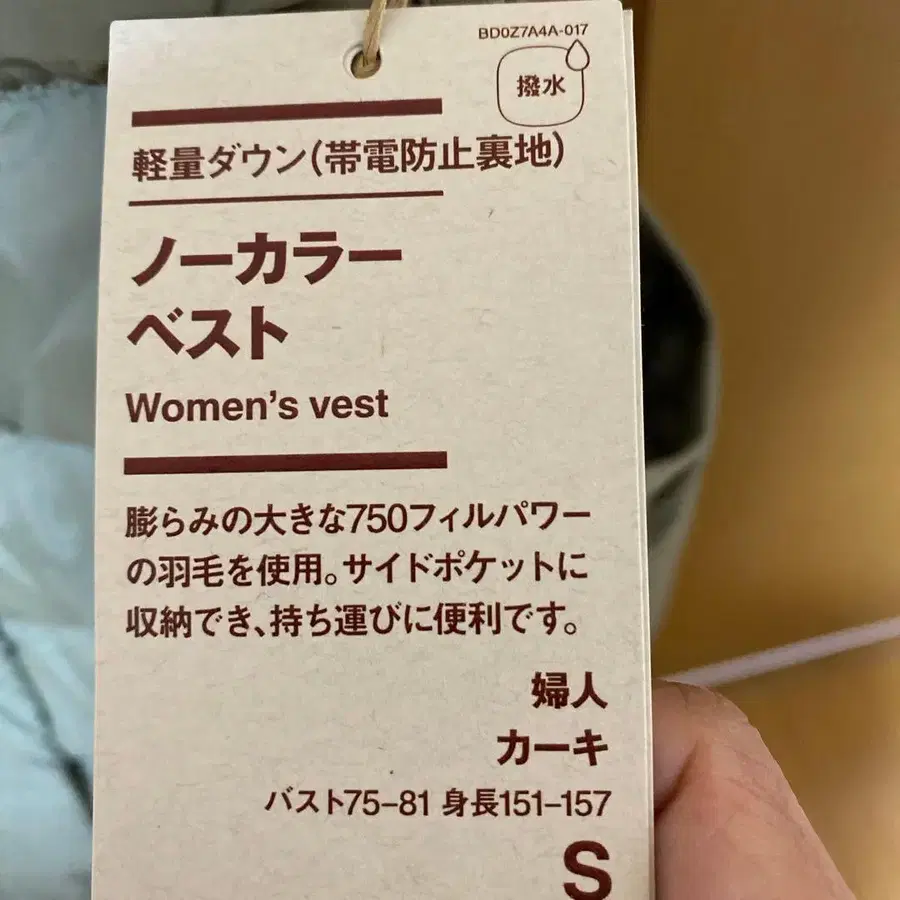 BD0Z7A4A-017
撥水
軽量ダウン(帯電防止裏地)
ノーカラー
ベスト
Women's vest
膨らみの大きな750フィルパワー
の羽毛を使用。サイドポケットに
収納でき、持ち運びに便利です。
婦人
カーキ
バスト75–81 身長151–157
S